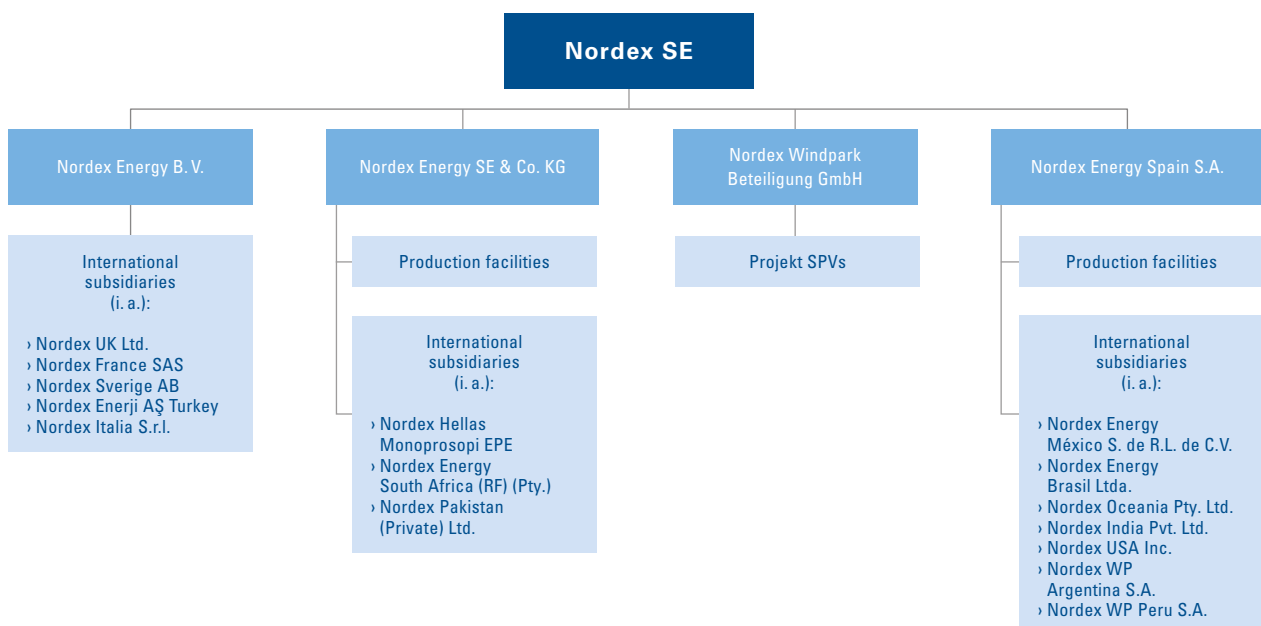 Nordex SE
Nordex Energy B. V.
International
subsidiaries
(i. a.):
› Nordex UK Ltd.
› Nordex France SAS
› Nordex Sverige AB
› Nordex Enerji AŞ Turkey
› Nordex Italia S.r.l.
Nordex Energy SE & Co. KG
Production facilities
International
subsidiaries
(i. a.):
› Nordex Hellas
Monoprosopi EPE
› Nordex Energy
South Africa (RF) (Pty.)
› Nordex Pakistan
(Private) Ltd.
Nordex Windpark
Beteiligung GmbH
Projekt SPVs
Nordex Energy Spain S.A.
Production facilities
International
subsidiaries
(i. a.):
› Nordex Energy
México S. de R.L. de C.V.
› Nordex Energy
Brasil Ltda.
› Nordex Oceania Pty. Ltd.
› Nordex India Pvt. Ltd.
› Nordex USA Inc.
› Nordex WP
Argentina S.A.
› Nordex WP Peru S.A.